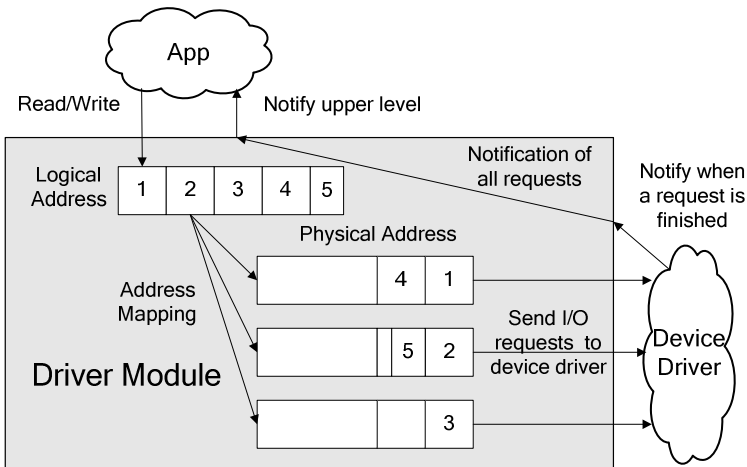 App
Read/Write
Notify upper level
Notification of
all requests
Notify when
a request is
finished
Logical
Address
1 2 3 4 5
Physical Address
4 1
Address
Mapping
5 2
Send I/O
requests to
device driver
Device
Driver
Driver Module
3